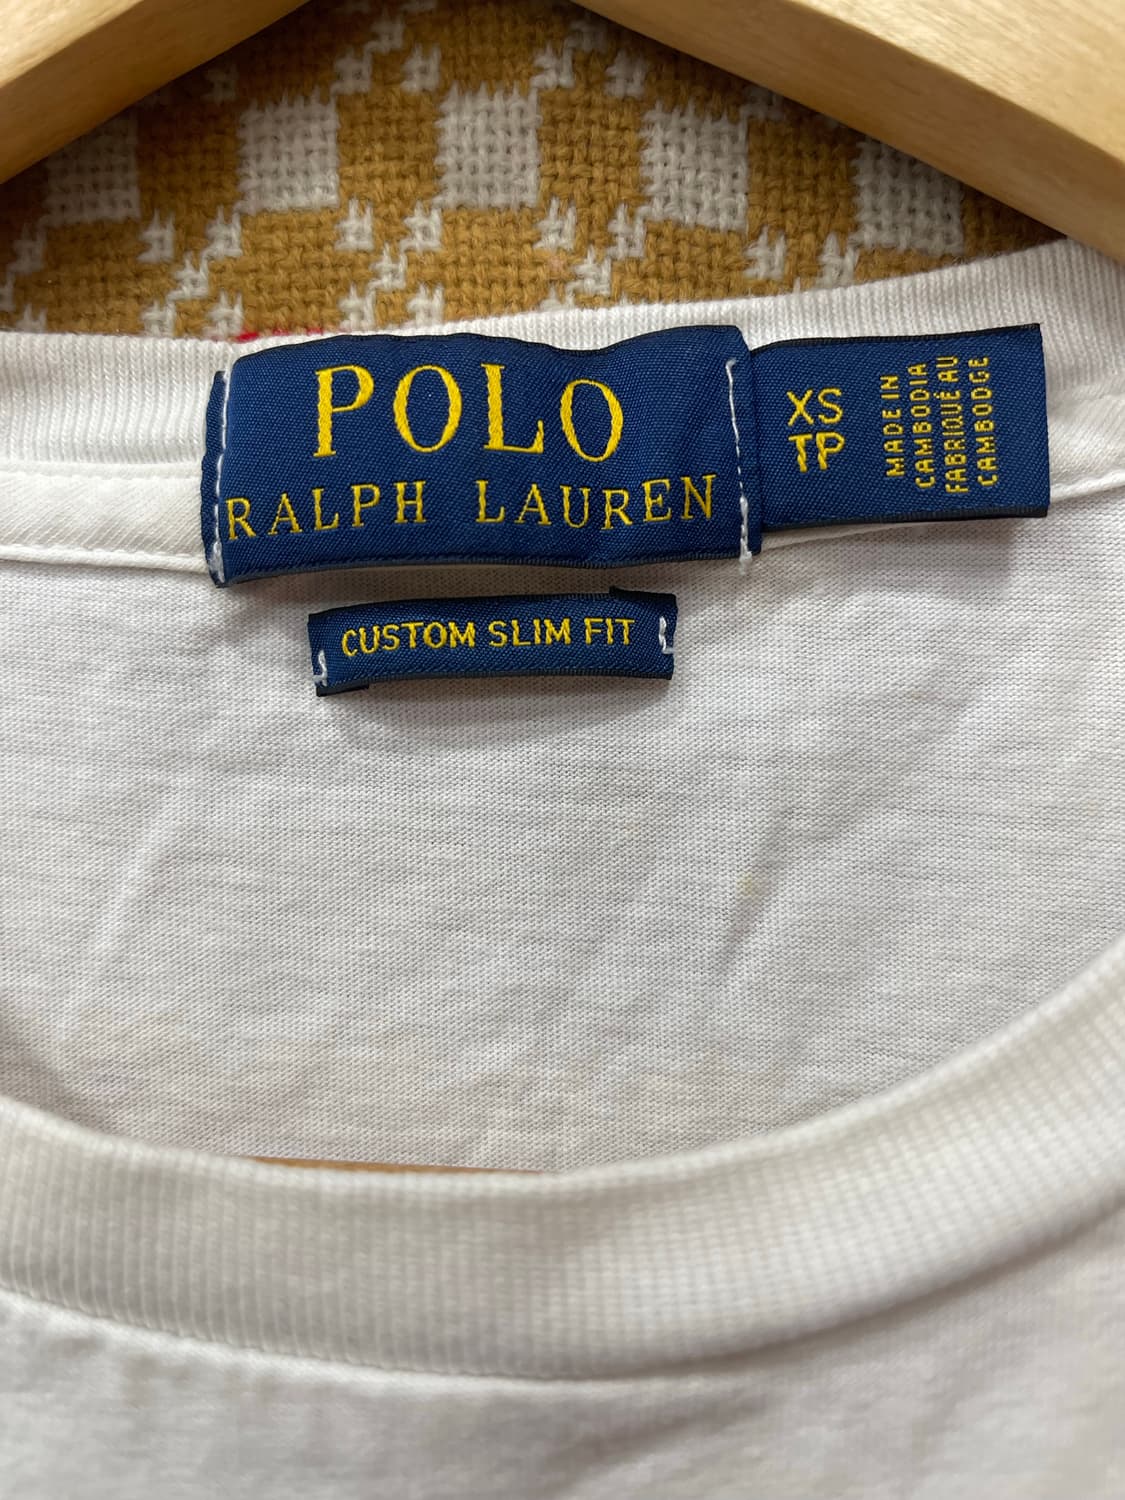 POLO
RALPH LAUREN
XS
TP
MADE IN
CAMBODIA
FABRIQUÉ AU
CAMBODGE
CUSTOM SLIM FIT